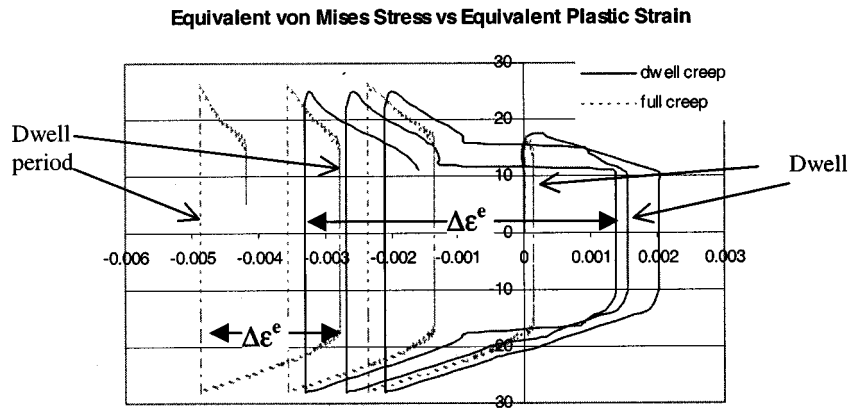 Equivalent von Mises Stress vs Equivalent Plastic Strain
30
dwell creep
full creep
20
Dwell
period
Dwell
10
Δεᵉ
0
-0.006 -0.005 -0.004 -0.003 -0.002 -0.001 0 0.001 0.002 0.003
-10
Δεᵉ
20
30